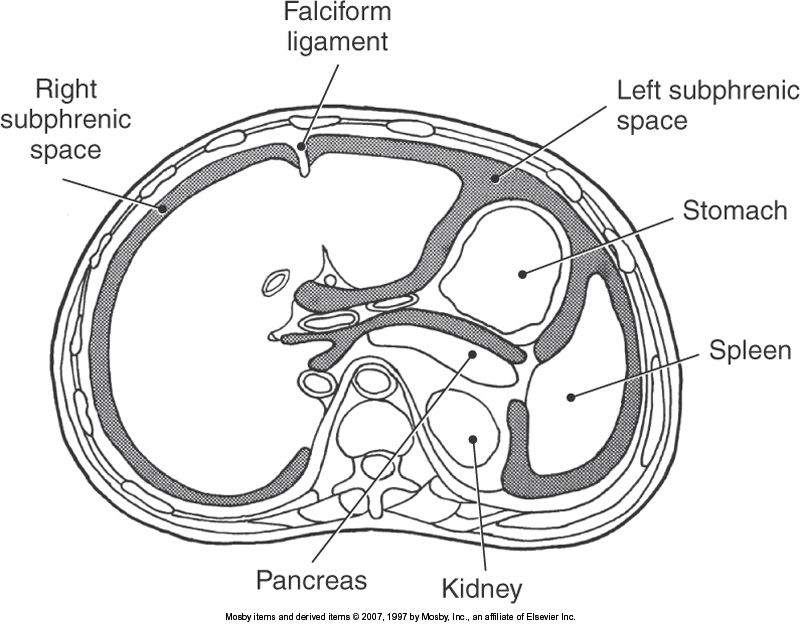 Falciform
ligament
Right
subphrenic
space
Left subphrenic
space
Stomach
Spleen
Pancreas
Kidney
Mosby items and derived items © 2007, 1997 by Mosby, Inc., an affiliate of Elsevier Inc.